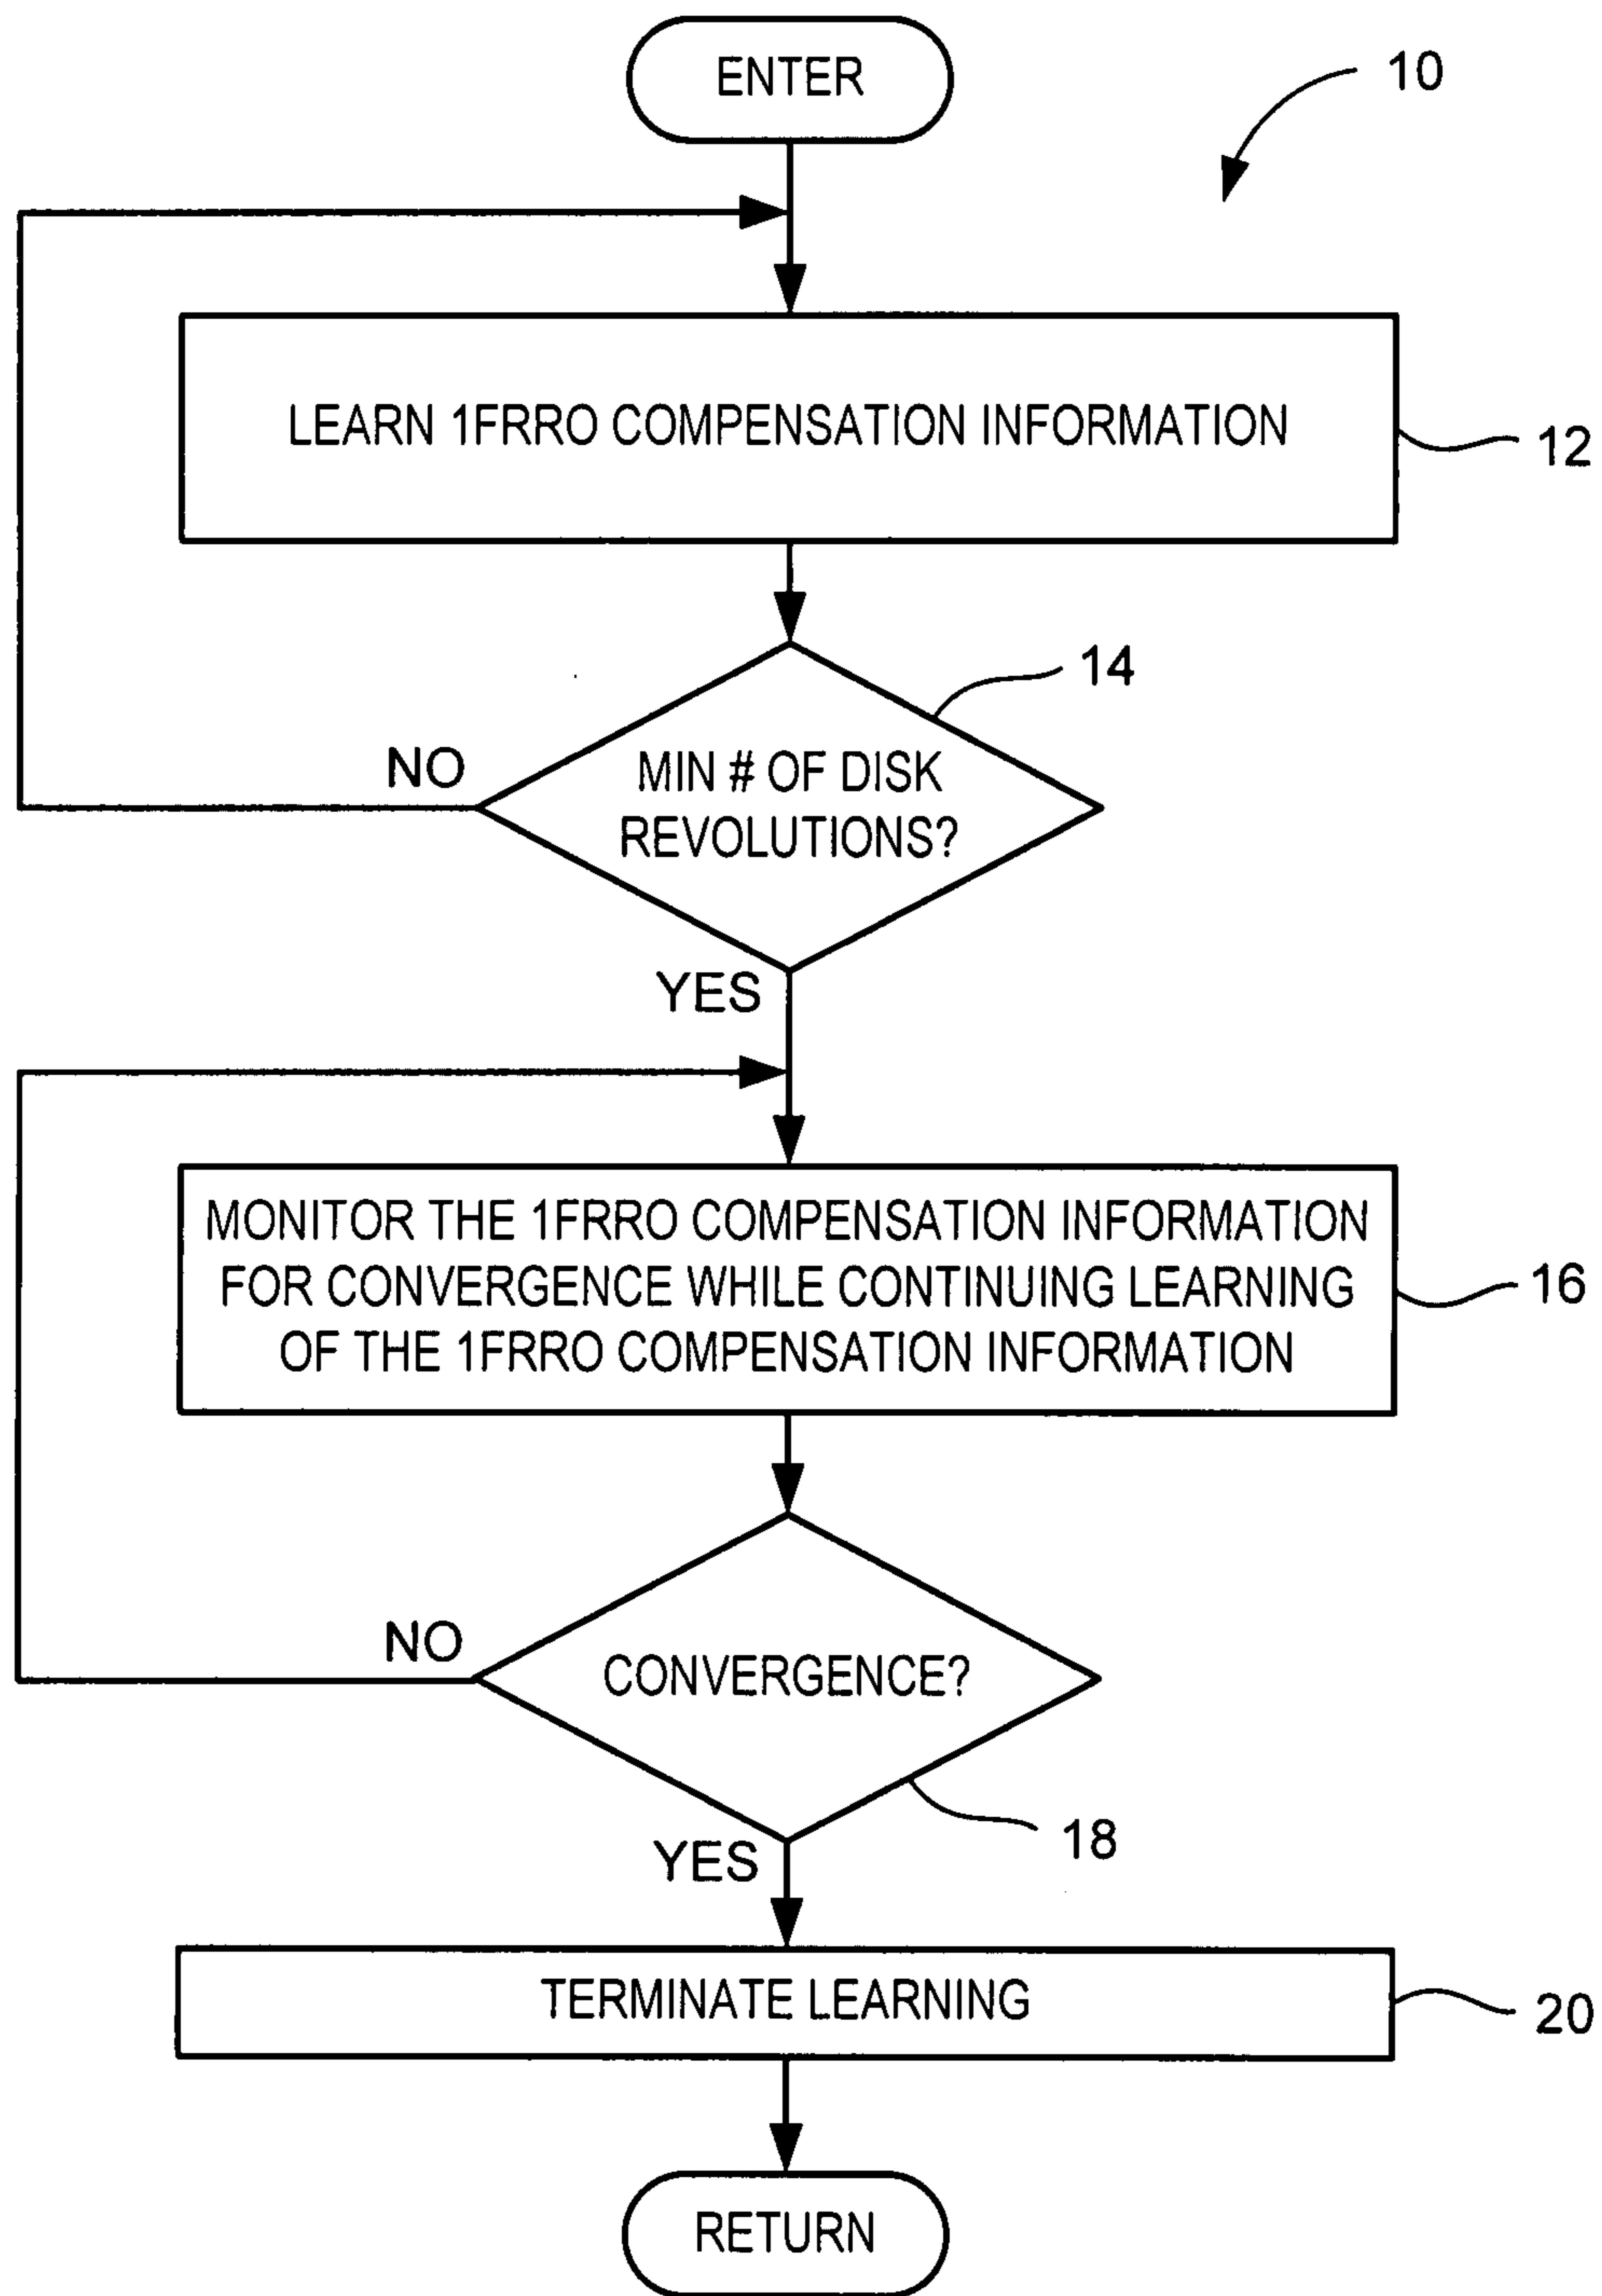 ENTER
10
LEARN 1FRRO COMPENSATION INFORMATION
12
14
MIN # OF DISK
REVOLUTIONS?
NO
YES
MONITOR THE 1FRRO COMPENSATION INFORMATION
FOR CONVERGENCE WHILE CONTINUING LEARNING
OF THE 1FRRO COMPENSATION INFORMATION
16
NO
CONVERGENCE?
18
YES
TERMINATE LEARNING
20
RETURN